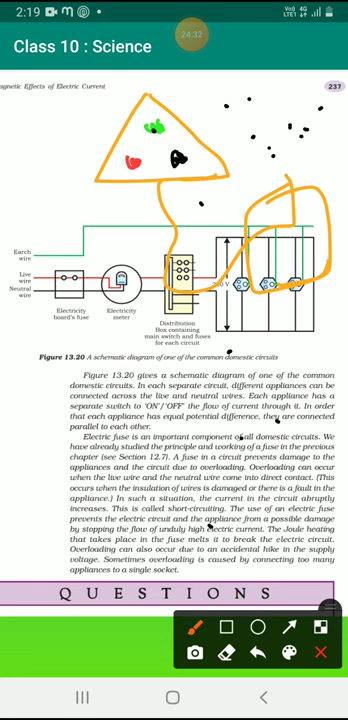 2:19
24:32
Vo)) 4G
LTE1
Class 10 : Science
agnetic Effects of Electric Current
237
Earch
wire
Live
wire
Neutral
wire
Electricity
board's fuse
Electricity
meter
Distribution
Box containing
main switch and fuses
for each circuit
V
Figure 13.20 A schematic diagram of one of the common domestic circuits
Figure 13.20 gives a schematic diagram of one of the common
domestic circuits. In each separate circuit, different appliances can be
connected across the live and neutral wires. Each appliance has a
separate switch to 'ON'/'OFF' the flow of current through it. In order
that each appliance has equal potential difference, they are connected
parallel to each other.
Electric fuse is an important component of all domestic circuits. We
have already studied the principle and working of a fuse in the previous
chapter (see Section 12.7). A fuse in a circuit prevents damage to the
appliances and the circuit due to overloading. Overloading can occur
when the live wire and the neutral wire come into direct contact. (This
occurs when the insulation of wires is damaged or there is a fault in the
appliance.) In such a situation, the current in the circuit abruptly
increases. This is called short-circuiting. The use of an electric fuse
prevents the electric circuit and the appliance from a possible damage
by stopping the flow of unduly high electric current. The Joule heating
that takes place in the fuse melts it to break the electric circuit.
Overloading can also occur due to an accidental hike in the supply
voltage. Sometimes overloading is caused by connecting too many
appliances to a single socket.
QUESTIONS